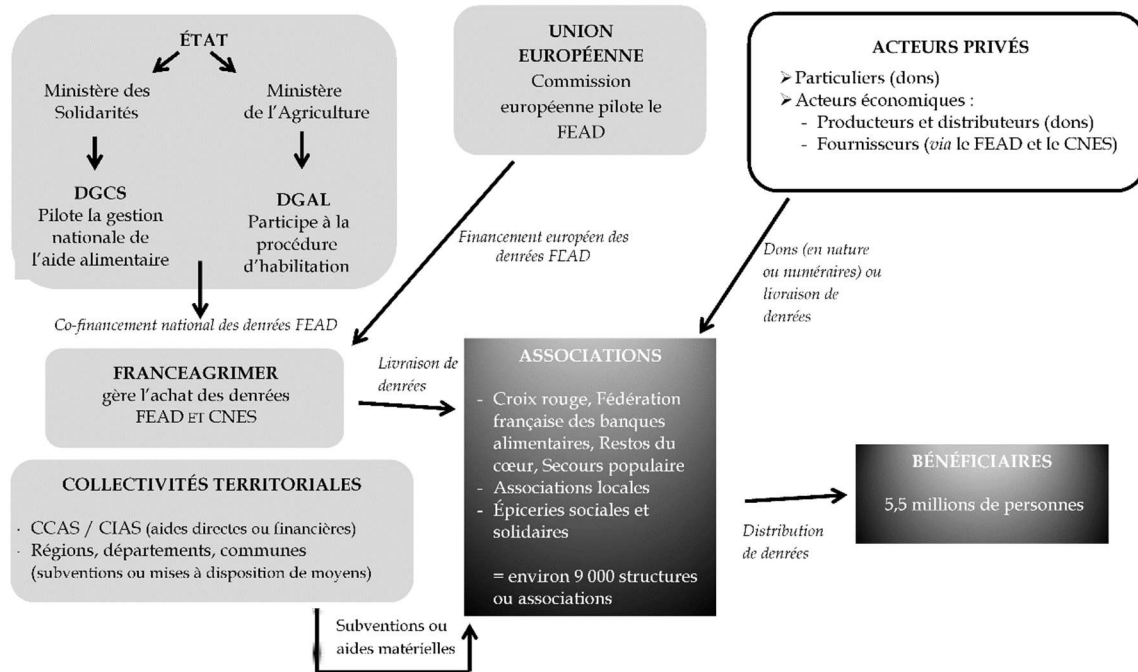 ÉTAT
Ministère des
Solidarités
Ministère
de l'Agriculture
DGCS
Pilote la gestion
nationale de
l'aide alimentaire
DGAL
Participe à la
procédure
d'habilitation
UNION
EUROPÉENNE
Commission
européenne pilote le
FEAD
ACTEURS PRIVÉS
➢ Particuliers (dons)
➢ Acteurs économiques :
- Producteurs et distributeurs (dons)
- Fournisseurs (via le FEAD et le CNES)
Financement européen des
denrées FEAD
Dons (en nature
ou numéraires) ou
livraison de
denrées
Co-financement national des denrées FEAD
FRANCEAGRIMER
gère l'achat des denrées
FEAD ET CNES
Livraison de
denrées
ASSOCIATIONS
- Croix rouge, Fédération
française des banques
alimentaires, Restos du
cœur, Secours populaire
- Associations locales
- Épiceries sociales et
solidaires
= environ 9 000 structures
ou associations
BÉNÉFICIAIRES
5,5 millions de personnes
Distribution
de denrées
COLLECTIVITÉS TERRITORIALES
· CCAS / CIAS (aides directes ou financières)
· Régions, départements, communes
(subventions ou mises à disposition de moyens)
Subventions ou
aides matérielles